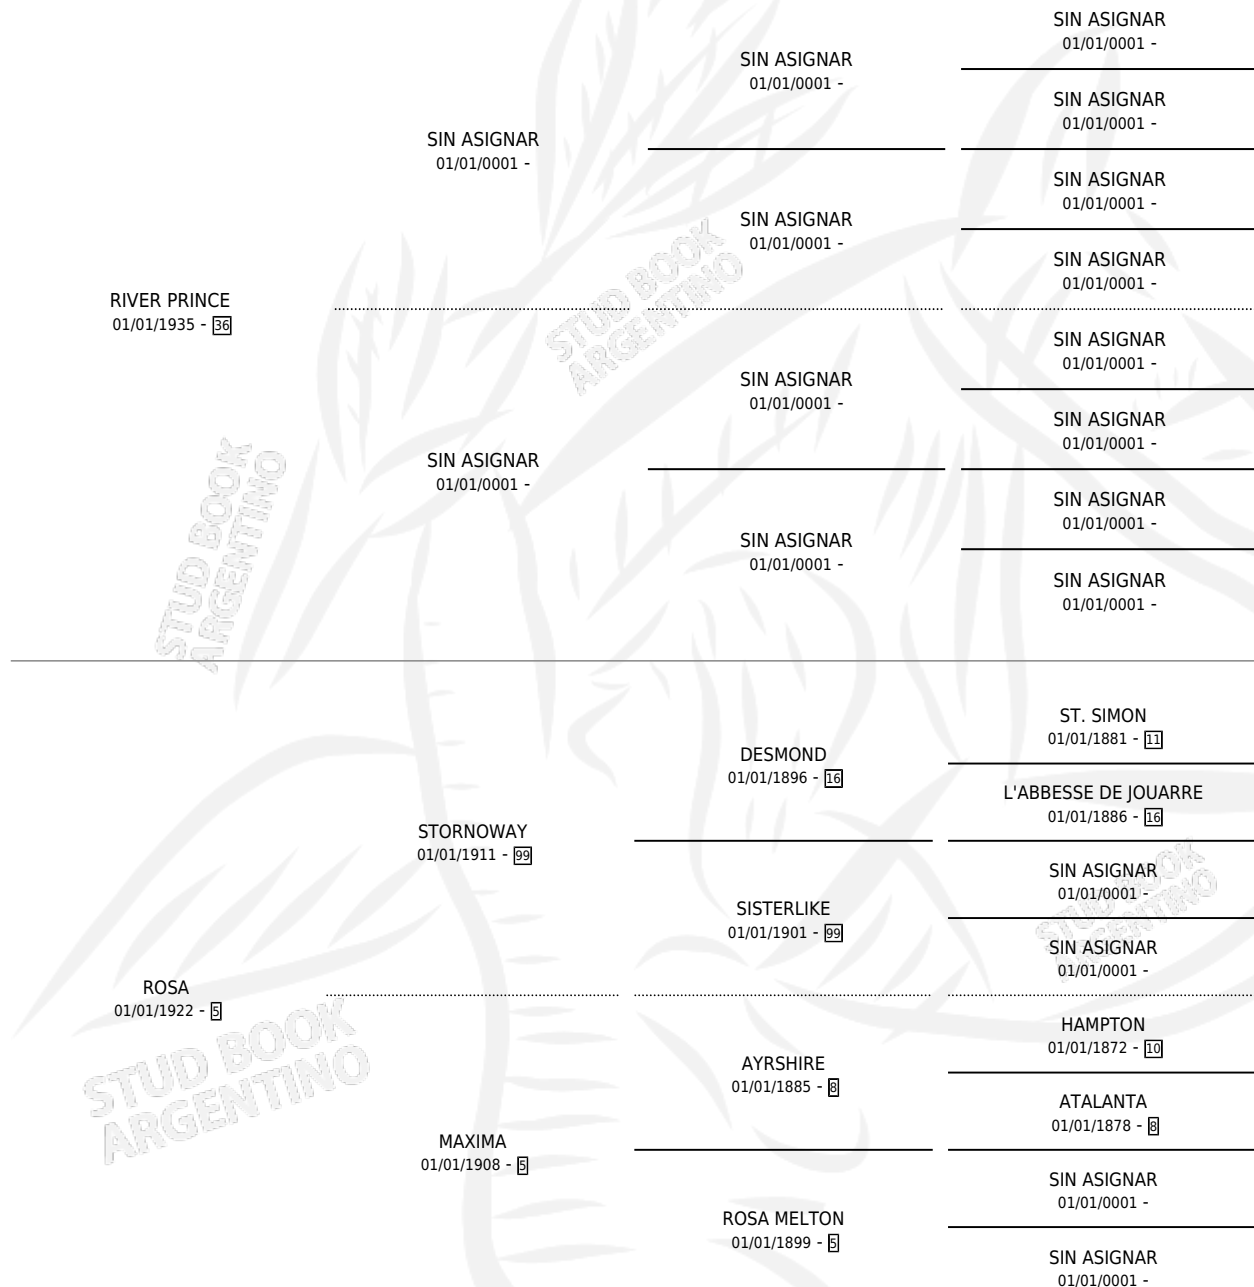 SIN ASIGNAR
01/01/0001 -
SIN ASIGNAR
01/01/0001 -
SIN ASIGNAR
01/01/0001 -
SIN ASIGNAR
01/01/0001 -
SIN ASIGNAR
01/01/0001 -
SIN ASIGNAR
01/01/0001 -
SIN ASIGNAR
01/01/0001 -
STUD BOOK
ARGENTINO
RIVER PRINCE
01/01/1935 - 36
SIN ASIGNAR
01/01/0001 -
SIN ASIGNAR
01/01/0001 -
SIN ASIGNAR
01/01/0001 -
SIN ASIGNAR
01/01/0001 -
SIN ASIGNAR
01/01/0001 -
SIN ASIGNAR
01/01/0001 -
SIN ASIGNAR
01/01/0001 -
STUD BOOK
ARGENTINO
ST. SIMON
01/01/1881 - 11
DESMOND
01/01/1896 - 16
L'ABBESSE DE JOUARRE
01/01/1886 - 16
STORNOWAY
01/01/1911 - 99
SIN ASIGNAR
01/01/0001 -
SISTERLIKE
01/01/1901 - 99
STUD BOOK
ARGENTINO
SIN ASIGNAR
01/01/0001 -
ROSA
01/01/1922 - 5
STUD BOOK
ARGENTINO
HAMPTON
01/01/1872 - 10
AYRSHIRE
01/01/1885 - 8
ATALANTA
01/01/1878 - 8
MAXIMA
01/01/1908 - 5
SIN ASIGNAR
01/01/0001 -
ROSA MELTON
01/01/1899 - 5
SIN ASIGNAR
01/01/0001 -